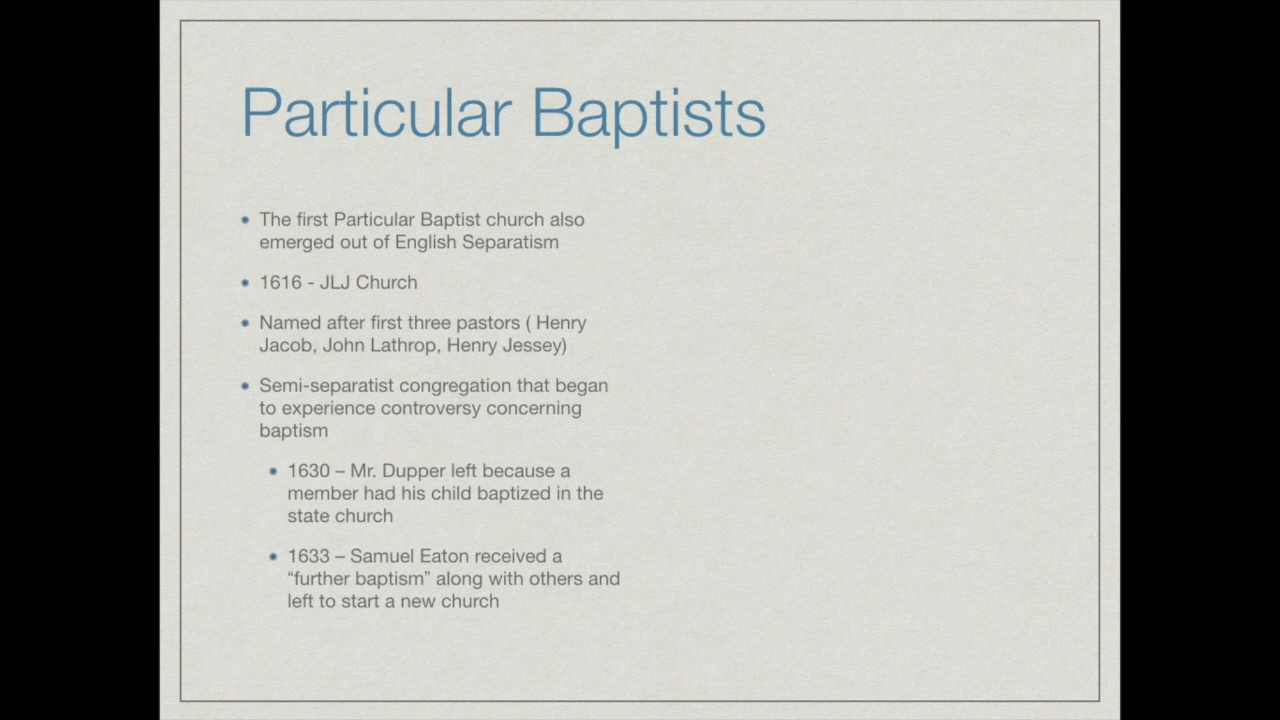 Particular Baptists
The first Particular Baptist church also
emerged out of English Separatism
1616 - JLJ Church
Named after first three pastors ( Henry
Jacob, John Lathrop, Henry Jessey)
Semi-separatist congregation that began
to experience controversy concerning
baptism
1630 – Mr. Dupper left because a
member had his child baptized in the
state church
1633 – Samuel Eaton received a
“further baptism” along with others and
left to start a new church